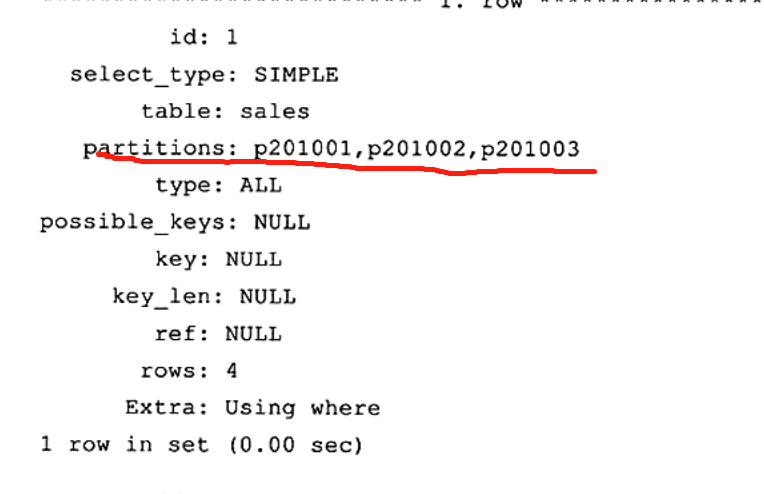 *************************** 1. row ***************************
id: 1
select_type: SIMPLE
table: sales
partitions: p201001,p201002,p201003
type: ALL
possible_keys: NULL
key: NULL
key_len: NULL
ref: NULL
rows: 4
Extra: Using where
1 row in set (0.00 sec)